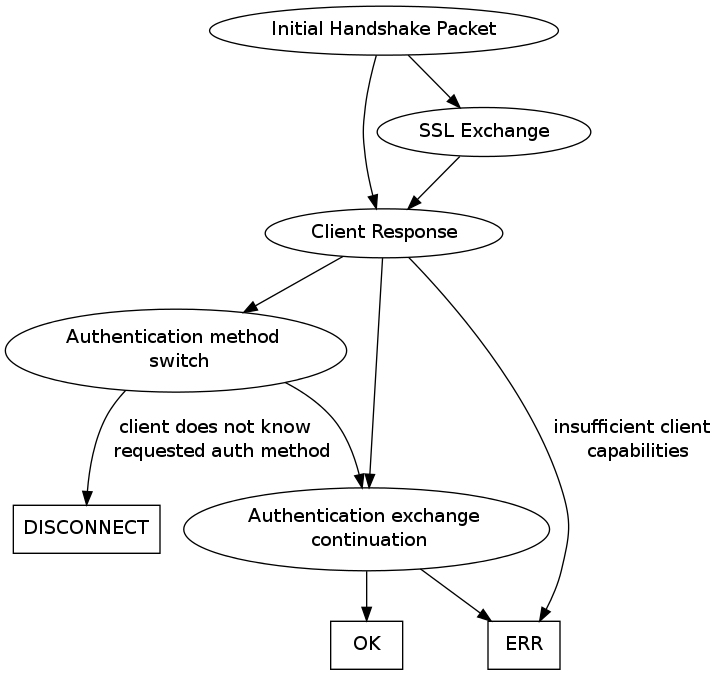 Initial Handshake Packet
SSL Exchange
Client Response
Authentication method
switch
client does not know
requested auth method
insufficient client
capabilities
DISCONNECT
Authentication exchange
continuation
OK
ERR